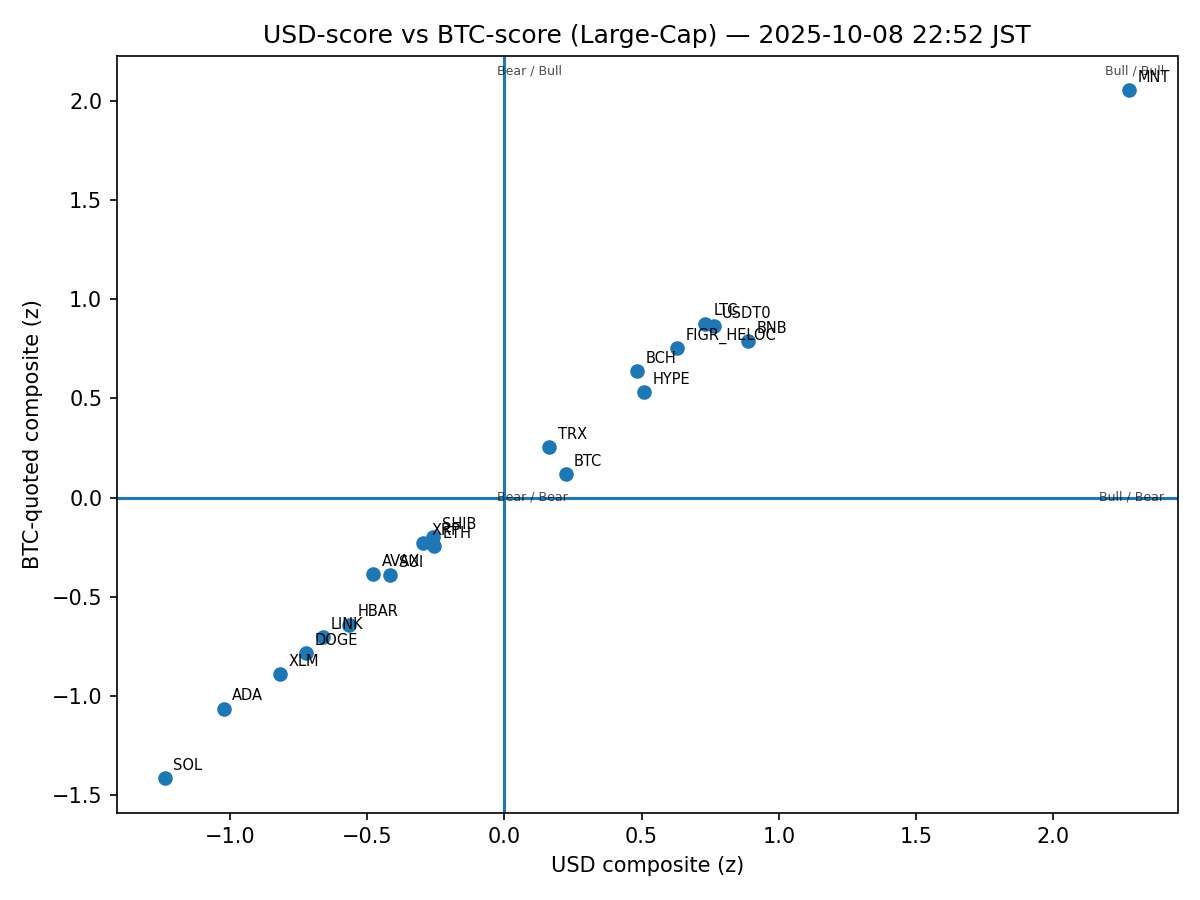 USD-score vs BTC-score (Large-Cap) — 2025-10-08 22:52 JST
Bear / Bull
Bull / Bull
MNT
2.0
1.5
1.0
0.5
0.0
−0.5
−1.0
−1.5
BTC-quoted composite (z)
LTC
USDT0
BNB
FIGR_HELOC
BCH
HYPE
TRX
BTC
Bear / Bear
Bull / Bear
SHIB
XRP
ETH
AVAX
SUI
HBAR
LINK
DOGE
XLM
ADA
SOL
−1.0
−0.5
0.0
0.5
1.0
1.5
2.0
USD composite (z)